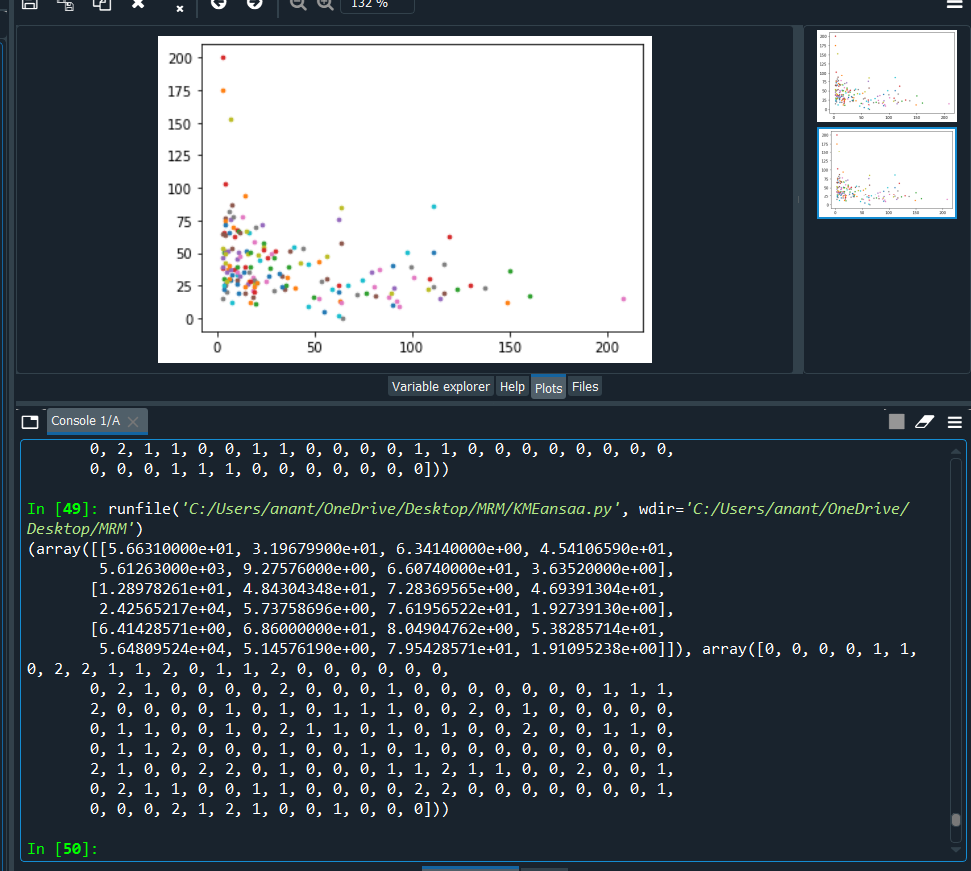 132 %
200
175
150
125
100
75
50
25
0
0 50 100 150 200
Variable explorer Help Plots Files
Console 1/A
0, 2, 1, 1, 0, 0, 1, 1, 0, 0, 0, 0, 1, 1, 0, 0, 0, 0, 0, 0, 0, 0,
0, 0, 0, 1, 1, 1, 0, 0, 0, 0, 0, 0, 0]))
In [49]: runfile('C:/Users/anant/OneDrive/Desktop/MRM/KMEansaa.py', wdir='C:/Users/anant/OneDrive/
Desktop/MRM')
(array([[5.66310000e+01, 3.19679900e+01, 6.34140000e+00, 4.54106590e+01,
5.61263000e+03, 9.27576000e+00, 6.60740000e+01, 3.63520000e+00],
[1.28978261e+01, 4.84304348e+01, 7.28369565e+00, 4.69391304e+01,
2.42565217e+04, 5.73758696e+00, 7.61956522e+01, 1.92739130e+00],
[6.41428571e+00, 6.86000000e+01, 8.04904762e+00, 5.38285714e+01,
5.64809524e+04, 5.14576190e+00, 7.95428571e+01, 1.91095238e+00]]), array([0, 0, 0, 0, 1, 1,
0, 2, 2, 1, 1, 2, 0, 1, 1, 2, 0, 0, 0, 0, 0, 0,
0, 2, 1, 0, 0, 0, 0, 2, 0, 0, 0, 1, 0, 0, 0, 0, 0, 0, 0, 1, 1, 1,
2, 0, 0, 0, 0, 1, 0, 1, 0, 1, 1, 1, 0, 0, 2, 0, 1, 0, 0, 0, 0, 0,
0, 1, 1, 0, 0, 1, 0, 2, 1, 1, 0, 1, 0, 1, 0, 0, 2, 0, 0, 1, 1, 0,
0, 1, 1, 2, 0, 0, 0, 1, 0, 0, 1, 0, 1, 0, 0, 0, 0, 0, 0, 0, 0, 0,
2, 1, 0, 0, 2, 2, 0, 1, 0, 0, 0, 1, 1, 2, 1, 1, 0, 0, 2, 0, 0, 1,
0, 2, 1, 1, 0, 0, 1, 1, 0, 0, 0, 0, 2, 2, 0, 0, 0, 0, 0, 0, 0, 1,
0, 0, 0, 2, 1, 2, 1, 0, 0, 1, 0, 0, 0]))
In [50]: